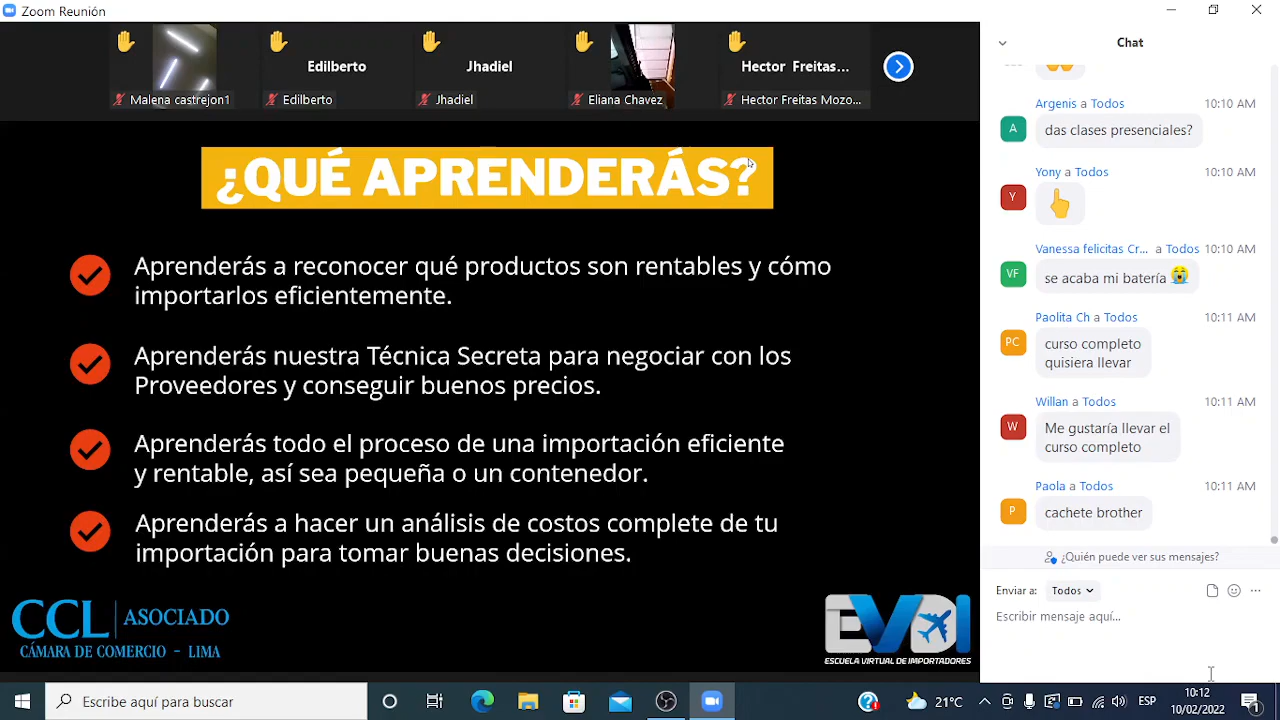 Zoom Reunión
Edilberto
Jhadiel
Hector Freitas...
Malena castrejon1
Edilberto
Jhadiel
Eliana Chavez
Hector Freitas Mozo...
¿QUÉ APRENDERÁS?
Aprenderás a reconocer qué productos son rentables y cómo
importarlos eficientemente.
Aprenderás nuestra Técnica Secreta para negociar con los
Proveedores y conseguir buenos precios.
Aprenderás todo el proceso de una importación eficiente
y rentable, así sea pequeña o un contenedor.
Aprenderás a hacer un análisis de costos complete de tu
importación para tomar buenas decisiones.
CCL ASOCIADO
CÁMARA DE COMERCIO - LIMA
EVDI
ESCUELA VIRTUAL DE IMPORTADORES
Chat
Argenis a Todos 10:10 AM
A
das clases presenciales?
Yony a Todos 10:10 AM
Y
Vanessa felicitas Cr... a Todos 10:10 AM
VF
se acaba mi batería
Paolita Ch a Todos 10:11 AM
PC
curso completo
quisiera llevar
Willan a Todos 10:11 AM
W
Me gustaría llevar el
curso completo
Paola a Todos 10:11 AM
P
cachete brother
¿Quién puede ver sus mensajes?
Enviar a: Todos
Escribir mensaje aquí...
Escribe aquí para buscar
21°C
ESP
10:12
10/02/2022
1